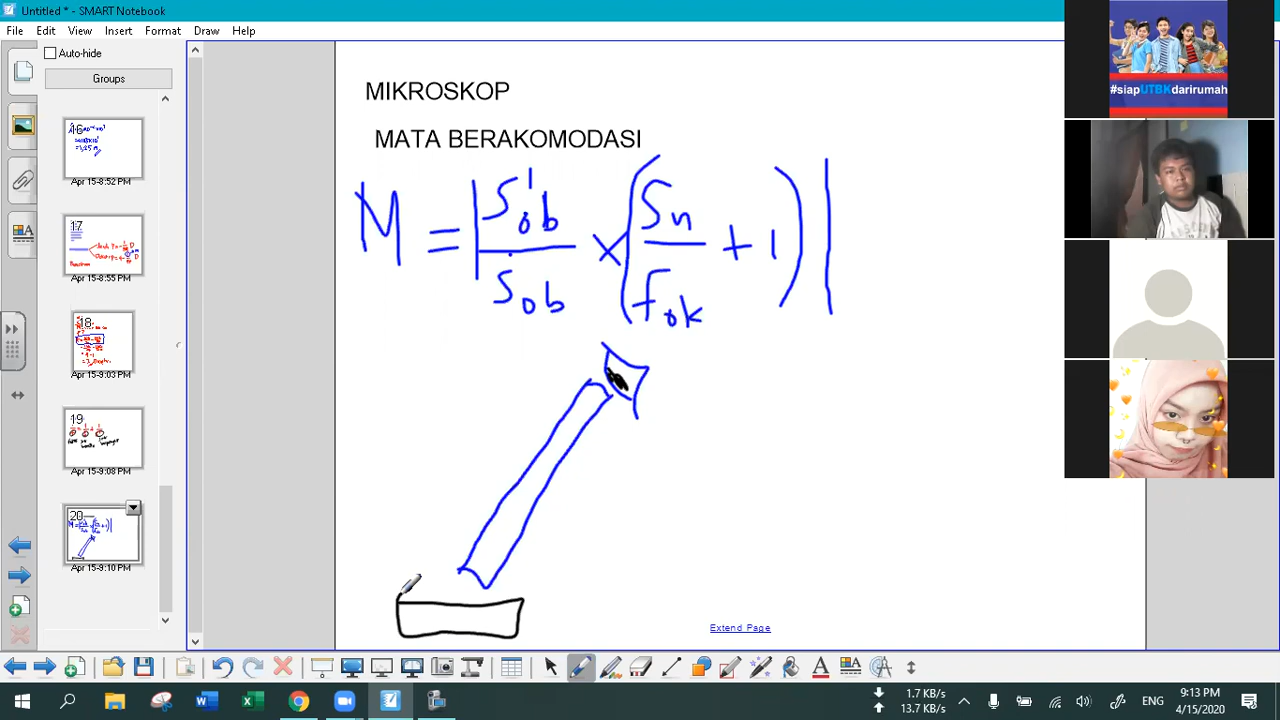 Untitled * - SMART Notebook
File Edit View Insert Format Draw Help
Auto-hide
Groups
16
Apr 15-8:52 PM
17
Apr 15-8:55 PM
18
Apr 15-9:03 PM
19
Apr 15-9:08 PM
20
Apr 15-9:10 PM
MIKROSKOP
MATA BERAKOMODASI
M = | S'ob / Sob × ( Sn / fok + 1 ) |
Extend Page
#siapUTBKdarirumah
1.7 KB/s
13.7 KB/s
ENG
9:13 PM
4/15/2020